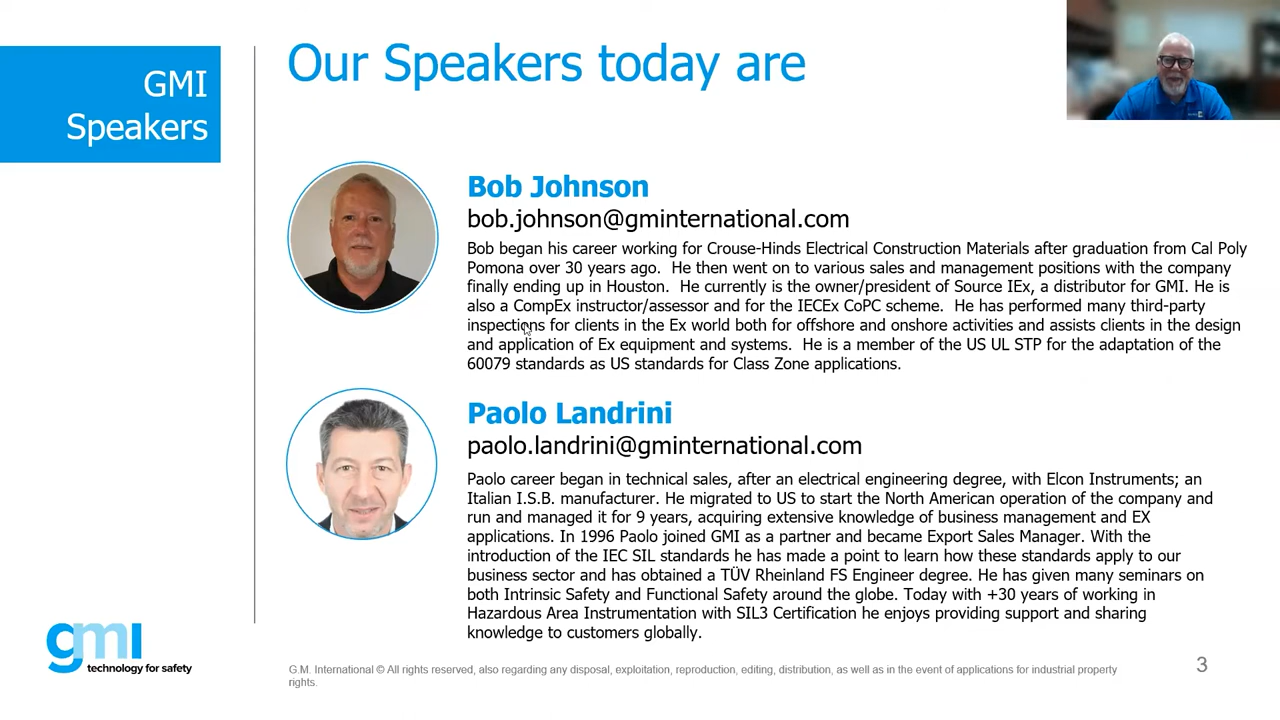 GMI
Speakers
Our Speakers today are
Bob Johnson
bob.johnson@gminternational.com
Bob began his career working for Crouse-Hinds Electrical Construction Materials after graduation from Cal Poly
Pomona over 30 years ago.  He then went on to various sales and management positions with the company
finally ending up in Houston.  He currently is the owner/president of Source IEx, a distributor for GMI. He is
also a CompEx instructor/assessor and for the IECEx CoPC scheme.  He has performed many third-party
inspections for clients in the Ex world both for offshore and onshore activities and assists clients in the design
and application of Ex equipment and systems.  He is a member of the US UL STP for the adaptation of the
60079 standards as US standards for Class Zone applications.
Paolo Landrini
paolo.landrini@gminternational.com
Paolo career began in technical sales, after an electrical engineering degree, with Elcon Instruments; an
Italian I.S.B. manufacturer. He migrated to US to start the North American operation of the company and
run and managed it for 9 years, acquiring extensive knowledge of business management and EX
applications. In 1996 Paolo joined GMI as a partner and became Export Sales Manager. With the
introduction of the IEC SIL standards he has made a point to learn how these standards apply to our
business sector and has obtained a TÜV Rheinland FS Engineer degree. He has given many seminars on
both Intrinsic Safety and Functional Safety around the globe. Today with +30 years of working in
Hazardous Area Instrumentation with SIL3 Certification he enjoys providing support and sharing
knowledge to customers globally.
gmi
technology for safety
G.M. International © All rights reserved, also regarding any disposal, exploitation, reproduction, editing, distribution, as well as in the event of applications for industrial property
rights.
3